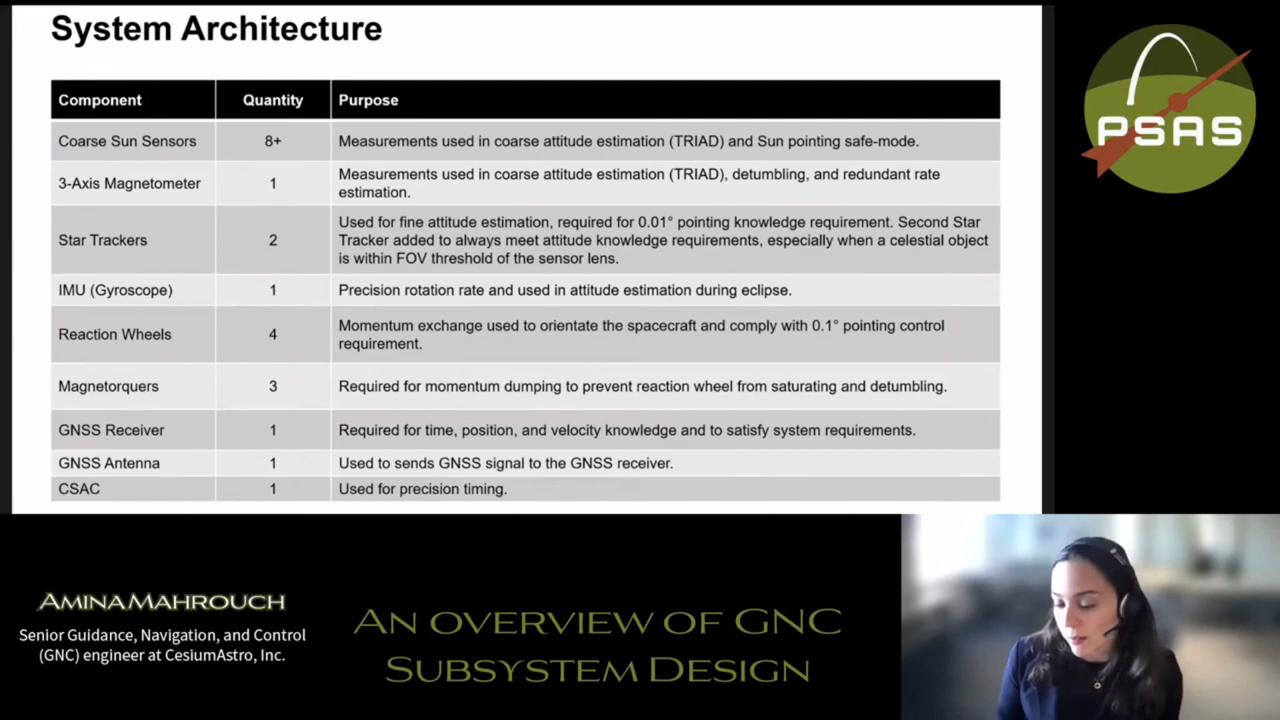 System Architecture
Component Quantity Purpose
Coarse Sun Sensors 8+ Measurements used in coarse attitude estimation (TRIAD) and Sun pointing safe-mode.
3-Axis Magnetometer 1 Measurements used in coarse attitude estimation (TRIAD), detumbling, and redundant rate
estimation.
Star Trackers 2 Used for fine attitude estimation, required for 0.01° pointing knowledge requirement. Second Star
Tracker added to always meet attitude knowledge requirements, especially when a celestial object
is within FOV threshold of the sensor lens.
IMU (Gyroscope) 1 Precision rotation rate and used in attitude estimation during eclipse.
Reaction Wheels 4 Momentum exchange used to orientate the spacecraft and comply with 0.1° pointing control
requirement.
Magnetorquers 3 Required for momentum dumping to prevent reaction wheel from saturating and detumbling.
GNSS Receiver 1 Required for time, position, and velocity knowledge and to satisfy system requirements.
GNSS Antenna 1 Used to sends GNSS signal to the GNSS receiver.
CSAC 1 Used for precision timing.
PSAS
Amina Mahrouch
Senior Guidance, Navigation, and Control
(GNC) engineer at CesiumAstro, Inc.
An overview of GNC
Subsystem Design